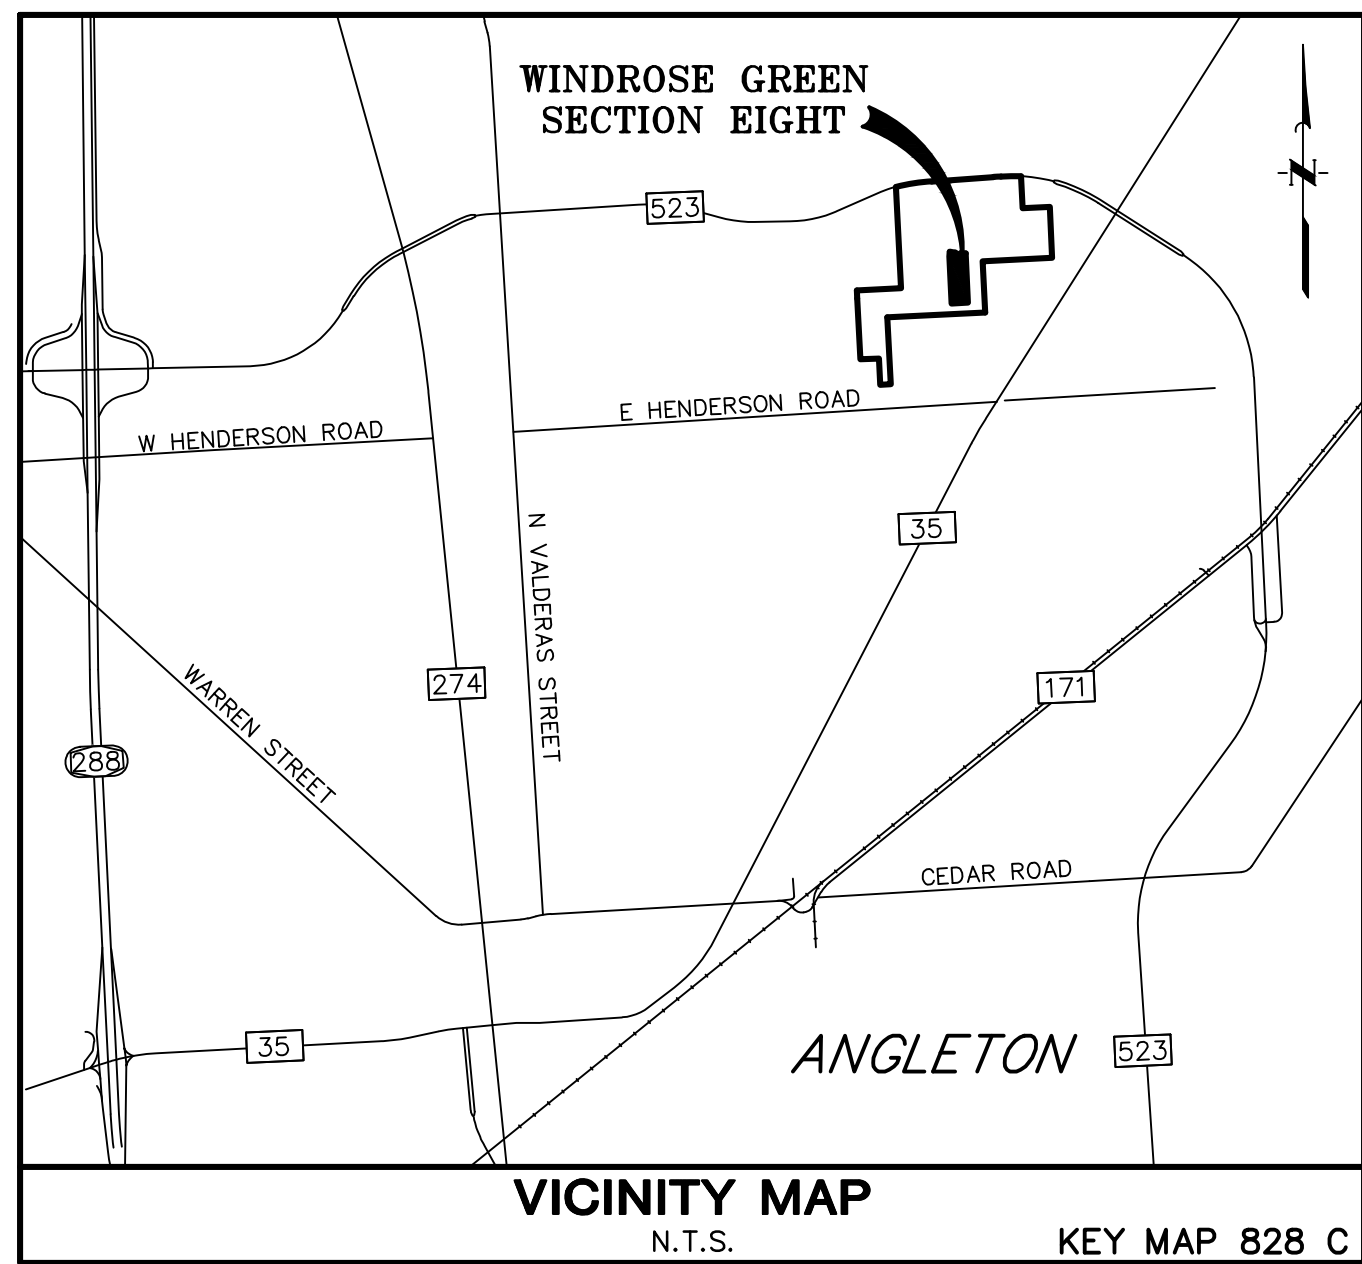 WINDROSE GREEN
SECTION EIGHT
N
523
E HENDERSON ROAD
W HENDERSON ROAD
35
N VALDERAS STREET
274
171
WARREN STREET
288
CEDAR ROAD
35
ANGLETON
523
VICINITY MAP
N.T.S.
KEY MAP 828 C